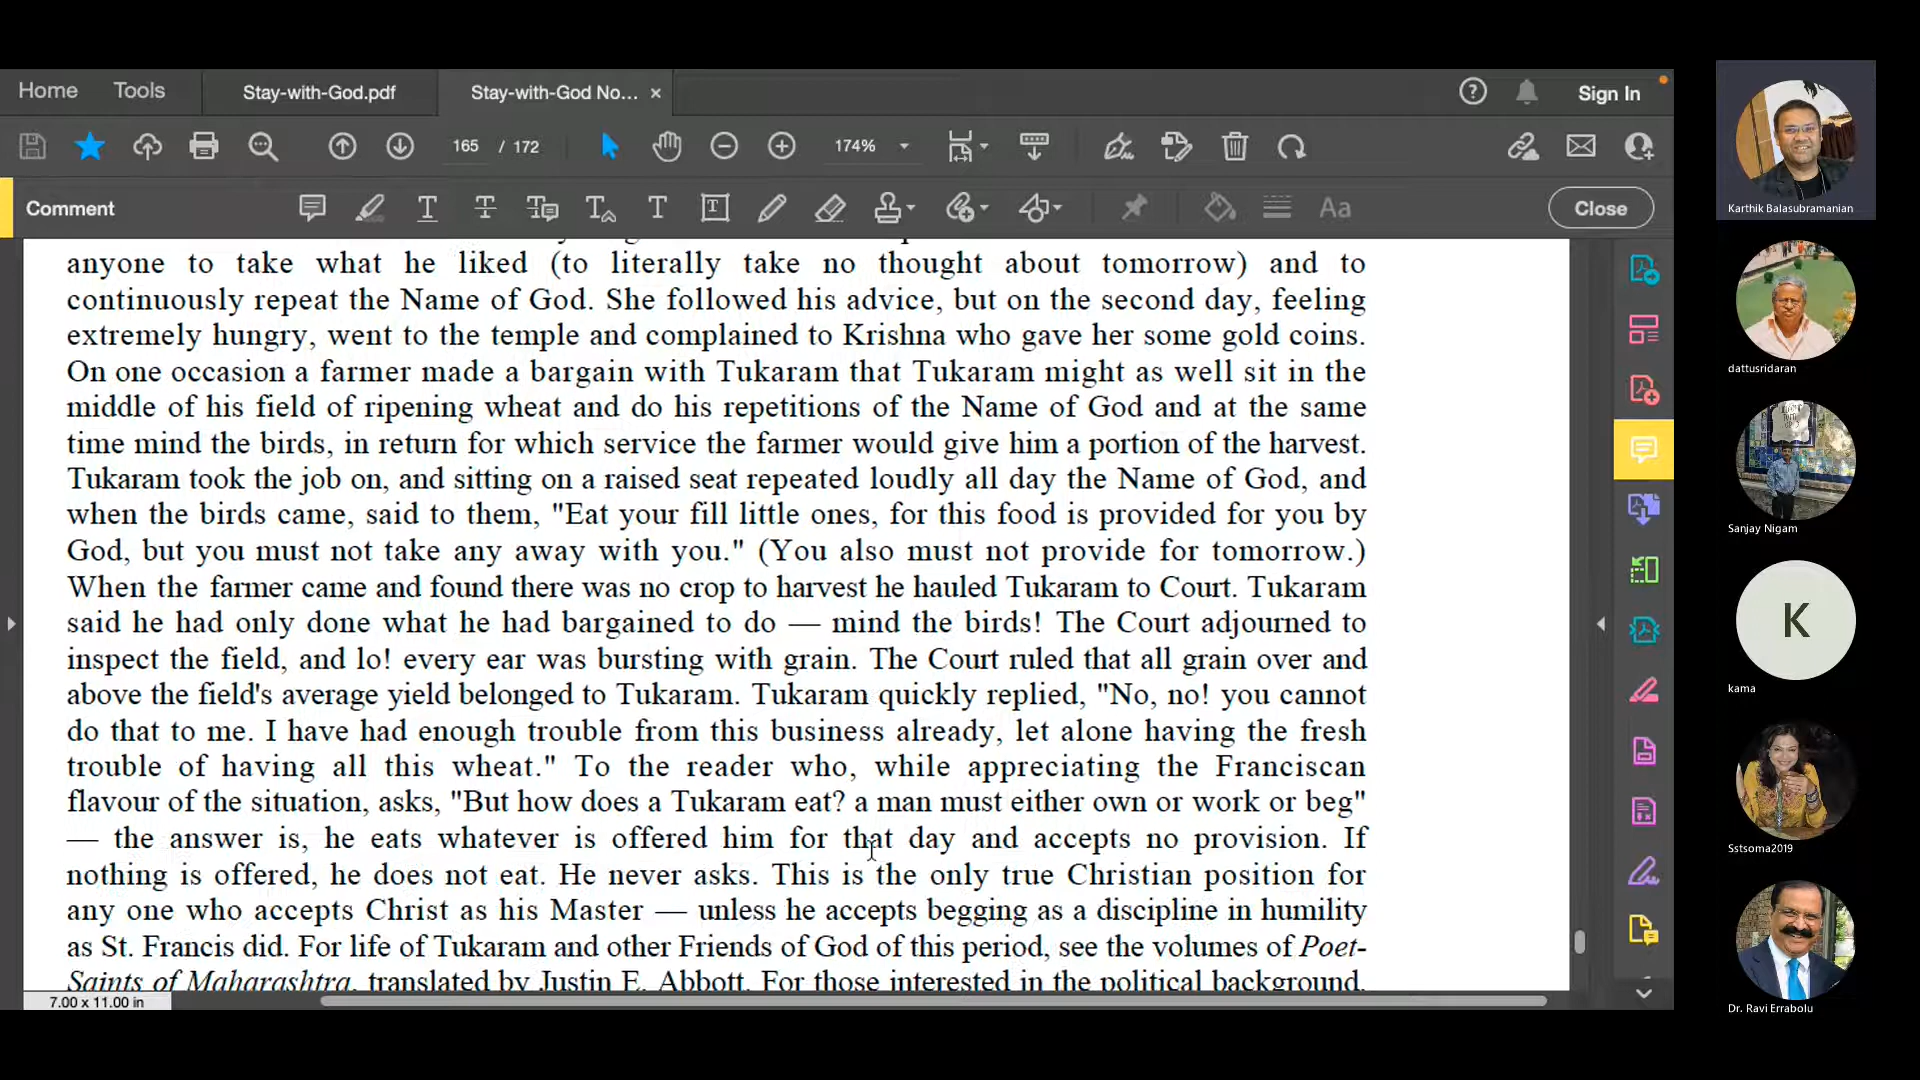 Home
Tools
Stay-with-God.pdf
Stay-with-God No... ×
Sign In
165 / 172
174%
Comment
Close
anyone to take what he liked (to literally take no thought about tomorrow) and to
continuously repeat the Name of God. She followed his advice, but on the second day, feeling
extremely hungry, went to the temple and complained to Krishna who gave her some gold coins.
On one occasion a farmer made a bargain with Tukaram that Tukaram might as well sit in the
middle of his field of ripening wheat and do his repetitions of the Name of God and at the same
time mind the birds, in return for which service the farmer would give him a portion of the harvest.
Tukaram took the job on, and sitting on a raised seat repeated loudly all day the Name of God, and
when the birds came, said to them, "Eat your fill little ones, for this food is provided for you by
God, but you must not take any away with you." (You also must not provide for tomorrow.)
When the farmer came and found there was no crop to harvest he hauled Tukaram to Court. Tukaram
said he had only done what he had bargained to do — mind the birds! The Court adjourned to
inspect the field, and lo! every ear was bursting with grain. The Court ruled that all grain over and
above the field's average yield belonged to Tukaram. Tukaram quickly replied, "No, no! you cannot
do that to me. I have had enough trouble from this business already, let alone having the fresh
trouble of having all this wheat." To the reader who, while appreciating the Franciscan
flavour of the situation, asks, "But how does a Tukaram eat? a man must either own or work or beg"
— the answer is, he eats whatever is offered him for that day and accepts no provision. If
nothing is offered, he does not eat. He never asks. This is the only true Christian position for
any one who accepts Christ as his Master — unless he accepts begging as a discipline in humility
as St. Francis did. For life of Tukaram and other Friends of God of this period, see the volumes of Poet-
Saints of Maharashtra, translated by Justin E. Abbott. For those interested in the political background,
7.00 x 11.00 in
Karthik Balasubramanian
dattusridaran
Sanjay Nigam
K
kama
Sstsoma2019
Dr. Ravi Errabolu